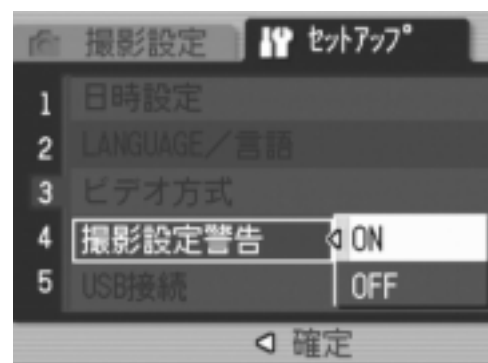 撮影設定 セットアップ
1 日時設定
2 LANGUAGE／言語
3 ビデオ方式
4 撮影設定警告 ON
5 USB接続 OFF
確定